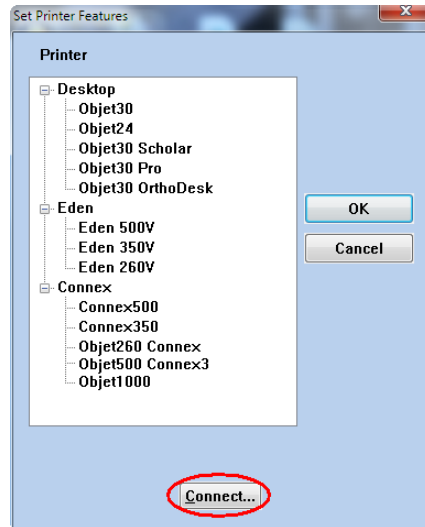 Set Printer Features
x
Printer
Desktop
Objet30
Objet24
Objet30 Scholar
Objet30 Pro
Objet30 OrthoDesk
Eden
Eden 500V
Eden 350V
Eden 260V
Connex
Connex500
Connex350
Objet260 Connex
Objet500 Connex3
Objet1000
OK
Cancel
Connect...